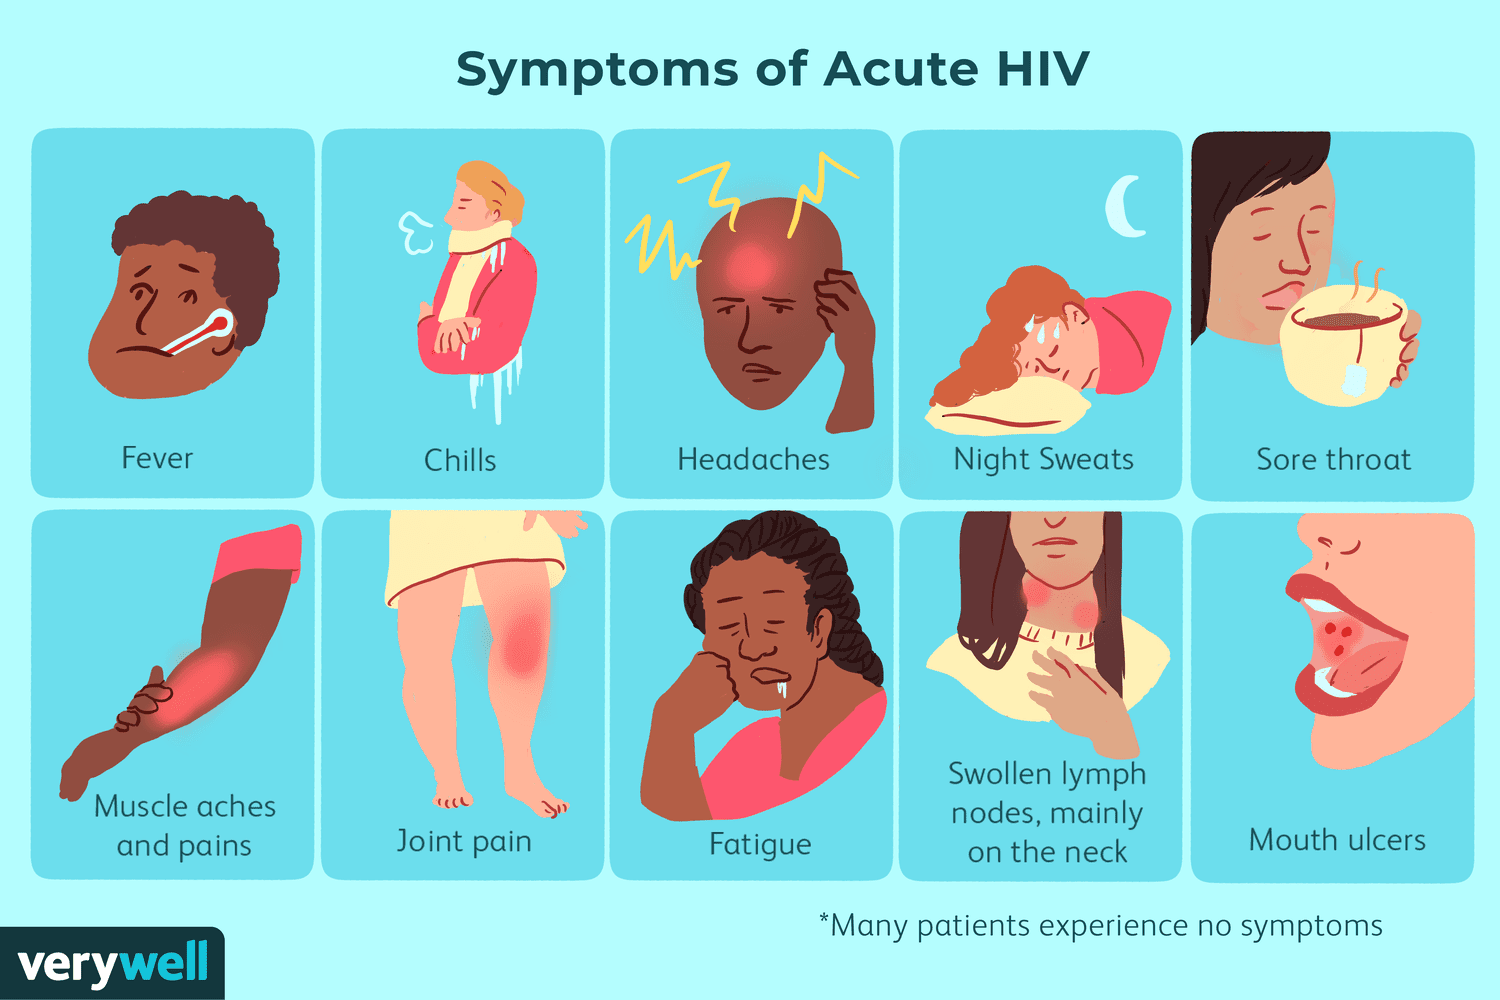 Symptoms of Acute HIV
Fever
Chills
Headaches
Night Sweats
Sore throat
Muscle aches
and pains
Joint pain
Fatigue
Swollen lymph
nodes, mainly
on the neck
Mouth ulcers
*Many patients experience no symptoms
verywell